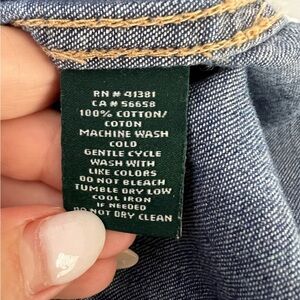 RN # 41381
CA # 56658
100% COTTON/
COTON
MACHINE WASH
COLD
GENTLE CYCLE
WASH WITH
LIKE COLORS
DO NOT BLEACH
TUMBLE DRY LOW
COOL IRON
IF NEEDED
DO NOT DRY CLEAN